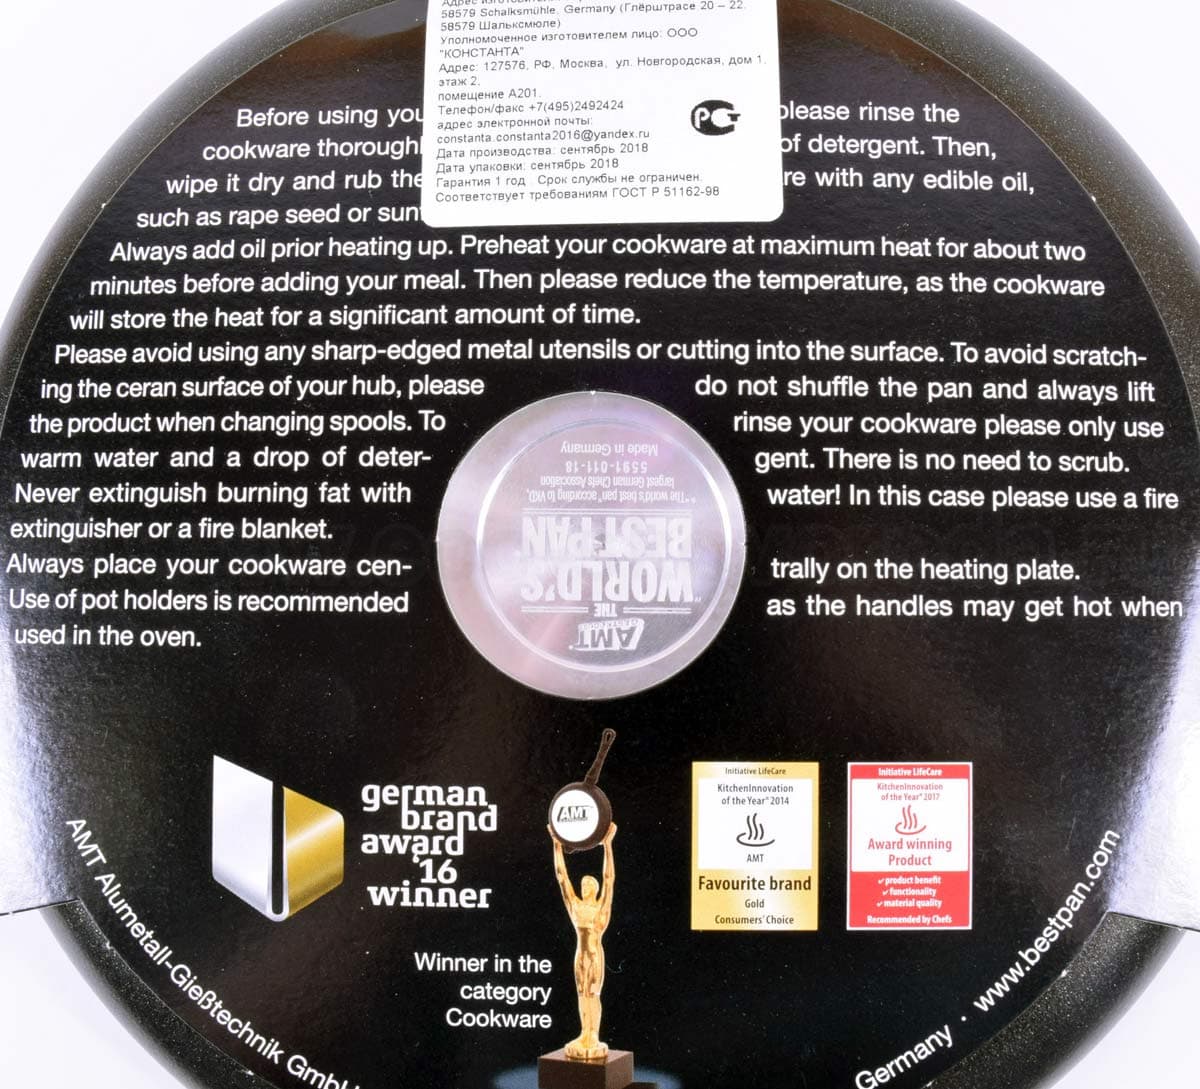 58579 Schalksmühle, Germany (Глёрштрасе 20 – 22.
58579 Шальксмюле)
Уполномоченное изготовителем лицо: ООО
"КОНСТАНТА"
Адрес: 127576, РФ, Москва, ул. Новгородская, дом 1,
этаж 2,
помещение А201.
Телефон/факс +7(495)2492424
адрес электронной почты:
constanta.constanta2016@yandex.ru
Дата производства: сентябрь 2018
Дата упаковки: сентябрь 2018
Гарантия 1 год Срок службы не ограничен.
Соответствует требованиям ГОСТ Р 51162-98
РСТ
Before using you please rinse the
cookware thorough of detergent. Then,
wipe it dry and rub the re with any edible oil,
such as rape seed or sun
Always add oil prior heating up. Preheat your cookware at maximum heat for about two
minutes before adding your meal. Then please reduce the temperature, as the cookware
will store the heat for a significant amount of time.
Please avoid using any sharp-edged metal utensils or cutting into the surface. To avoid scratch-
ing the ceran surface of your hub, please do not shuffle the pan and always lift
the product when changing spools. To rinse your cookware please only use
warm water and a drop of deter- gent. There is no need to scrub.
Never extinguish burning fat with water! In this case please use a fire
extinguisher or a fire blanket.
Always place your cookware cen- trally on the heating plate.
Use of pot holders is recommended as the handles may get hot when
used in the oven.
AMT
THE
"WORLD'S
BEST PAN
*"The world's best pan" according to VKD,
largest German Chefs Association
5591-011-18
Made in Germany
german
brand
award
'16
winner
AMT
Winner in the
category
Cookware
Initiative LifeCare
KitchenInnovation
of the Year® 2014
AMT
Favourite brand
Gold
Consumers' Choice
Initiative LifeCare
KitchenInnovation
of the Year® 2017
Award winning
Product
✓ product benefit
✓ functionality
✓ material quality
Recommended by Chefs
AMT Alumetall-Gießtechnik GmbH
Germany · www.bestpan.com